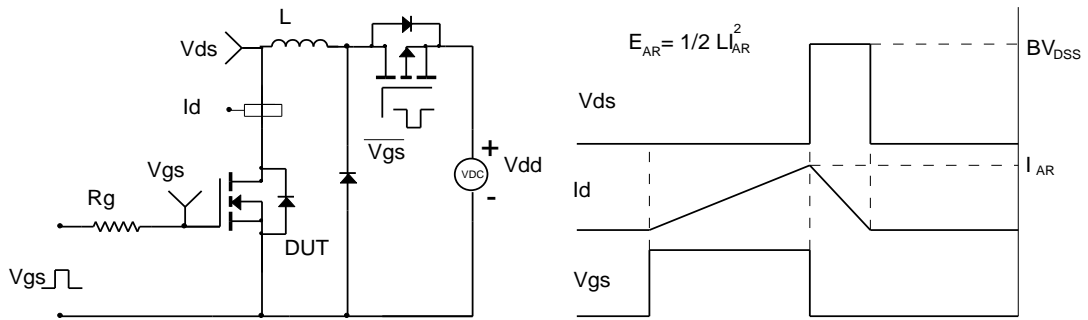 L
Vds
Id
Vgs
Rg
Vgs
DUT
Vgs
+
VDC
-
Vdd
E_AR = 1/2 LI_AR^2
BV_DSS
Vds
I_AR
Id
Vgs